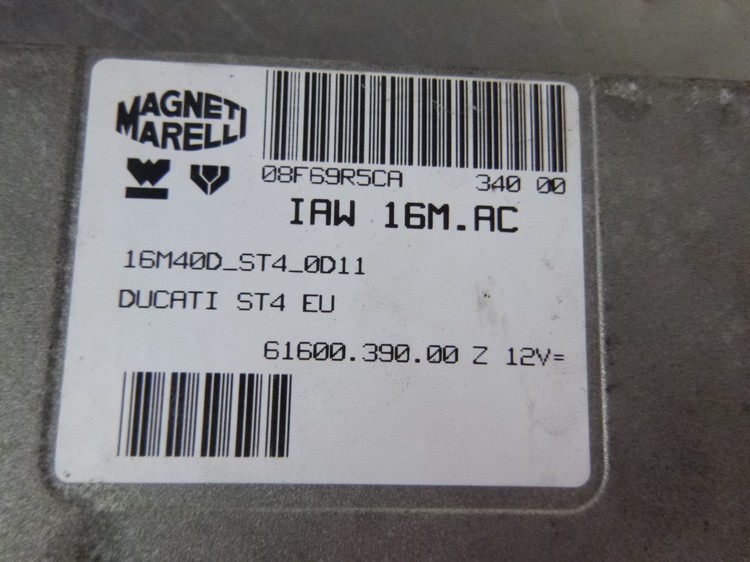 MAGNETI
MARELLI
08F69R5CA 340 00
IAW 16M.AC
16M40D_ST4_0D11
DUCATI ST4 EU
61600.390.00 Z 12V=